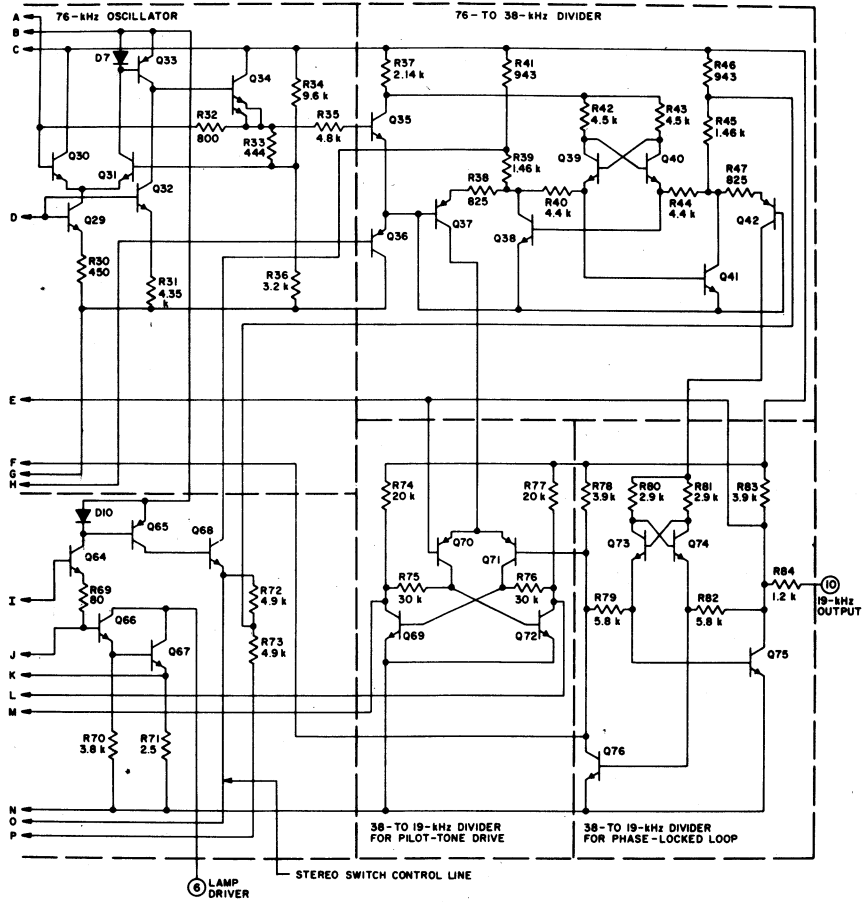 A
76-kHz OSCILLATOR
76-TO 38-kHz DIVIDER
B
C
D7
Q33
Q34
R34
9.6 k
R37
2.14k
R41
943
R46
943
R32
800
R33
444
R35
4.8 k
Q35
R42
4.5k
R43
4.5k
R45
1.46 k
Q30
Q31
Q32
R39
1.46 k
Q39
Q40
R47
825
R38
825
R40
4.4 k
R44
4.4 k
D
Q29
Q36
Q37
Q38
Q42
R30
450
R31
4.35
k
R36
3.2 k
Q41
E
F
G
H
R74
20 k
R77
20 k
R78
3.9k
R80
2.9k
R81
2.9k
R83
3.9 k
D10
Q65
Q68
Q70
Q71
Q73
Q74
Q64
I
R69
80
R72
4.9 k
R75
30 k
R76
30 k
R79
5.8 k
R82
5.8 k
R84
1.2 k
10
19-kHz
OUTPUT
Q66
Q67
R73
4.9 k
Q69
Q72
J
K
L
M
Q75
R70
3.8 k
R71
2.5
Q76
N
O
P
38-TO 19-kHz DIVIDER
FOR PILOT-TONE DRIVE
38-TO 19-kHz DIVIDER
FOR PHASE-LOCKED LOOP
STEREO SWITCH CONTROL LINE
6
LAMP
DRIVER